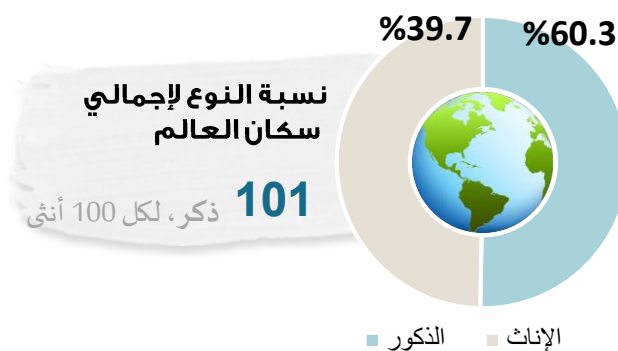 %39.7
%60.3
نسبة النوع لإجمالي
سكان العالم
101 ذكر، لكل 100 أنثى
الذكور
الإناث